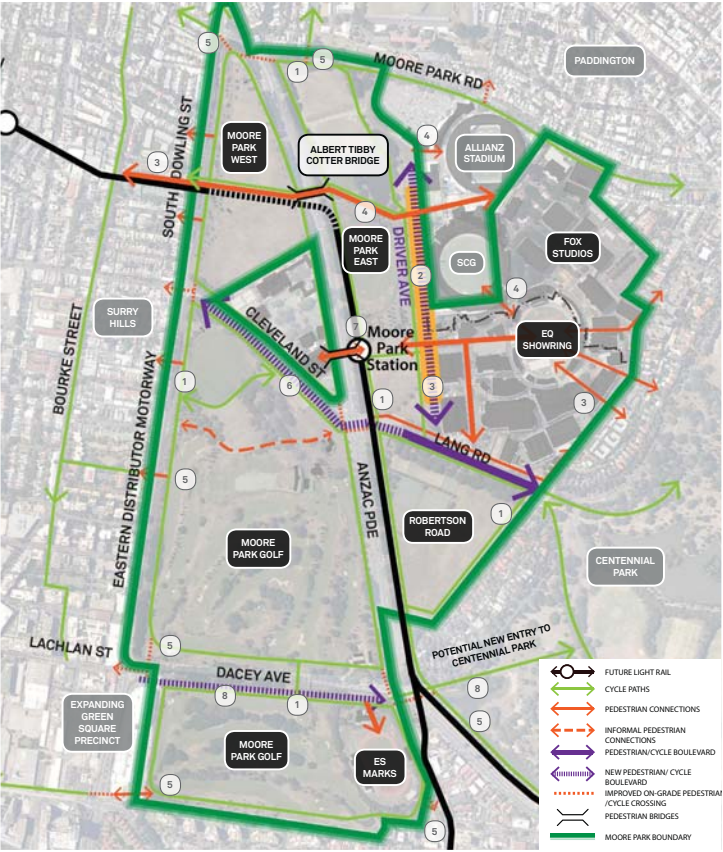 MOORE PARK RD
PADDINGTON
5
5
1
SOUTH DOWLING ST
MOORE
PARK
WEST
ALBERT TIBBY
COTTER BRIDGE
4
ALLIANZ
STADIUM
3
4
MOORE
PARK
EAST
DRIVER AVE
SCG
FOX
STUDIOS
2
4
SURRY
HILLS
CLEVELAND ST
7
Moore
Park
Station
EQ
SHOWRING
BOURKE STREET
1
6
3
3
1
EASTERN DISTRIBUTOR MOTORWAY
LANG RD
5
ANZAC PDE
1
MOORE
PARK GOLF
ROBERTSON
ROAD
CENTENNIAL
PARK
LACHLAN ST
5
POTENTIAL NEW ENTRY TO
CENTENNIAL PARK
DACEY AVE
8
1
8
5
EXPANDING
GREEN
SQUARE
PRECINCT
MOORE
PARK GOLF
ES
MARKS
5
5
FUTURE LIGHT RAIL
CYCLE PATHS
PEDESTRIAN CONNECTIONS
INFORMAL PEDESTRIAN
CONNECTIONS
PEDESTRIAN/CYCLE BOULEVARD
NEW PEDESTRIAN/ CYCLE
BOULEVARD
IMPROVED ON-GRADE PEDESTRIAN
/CYCLE CROSSING
PEDESTRIAN BRIDGES
MOORE PARK BOUNDARY